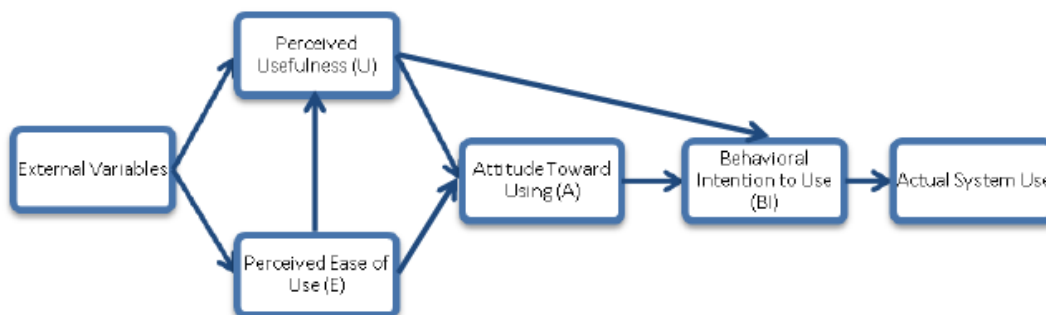 Perceived
Usefulness (U)
External Variables
Attitude Toward
Using (A)
Behavioral
Intention to Use
(BI)
Actual System Use
Perceived Ease of
Use (E)